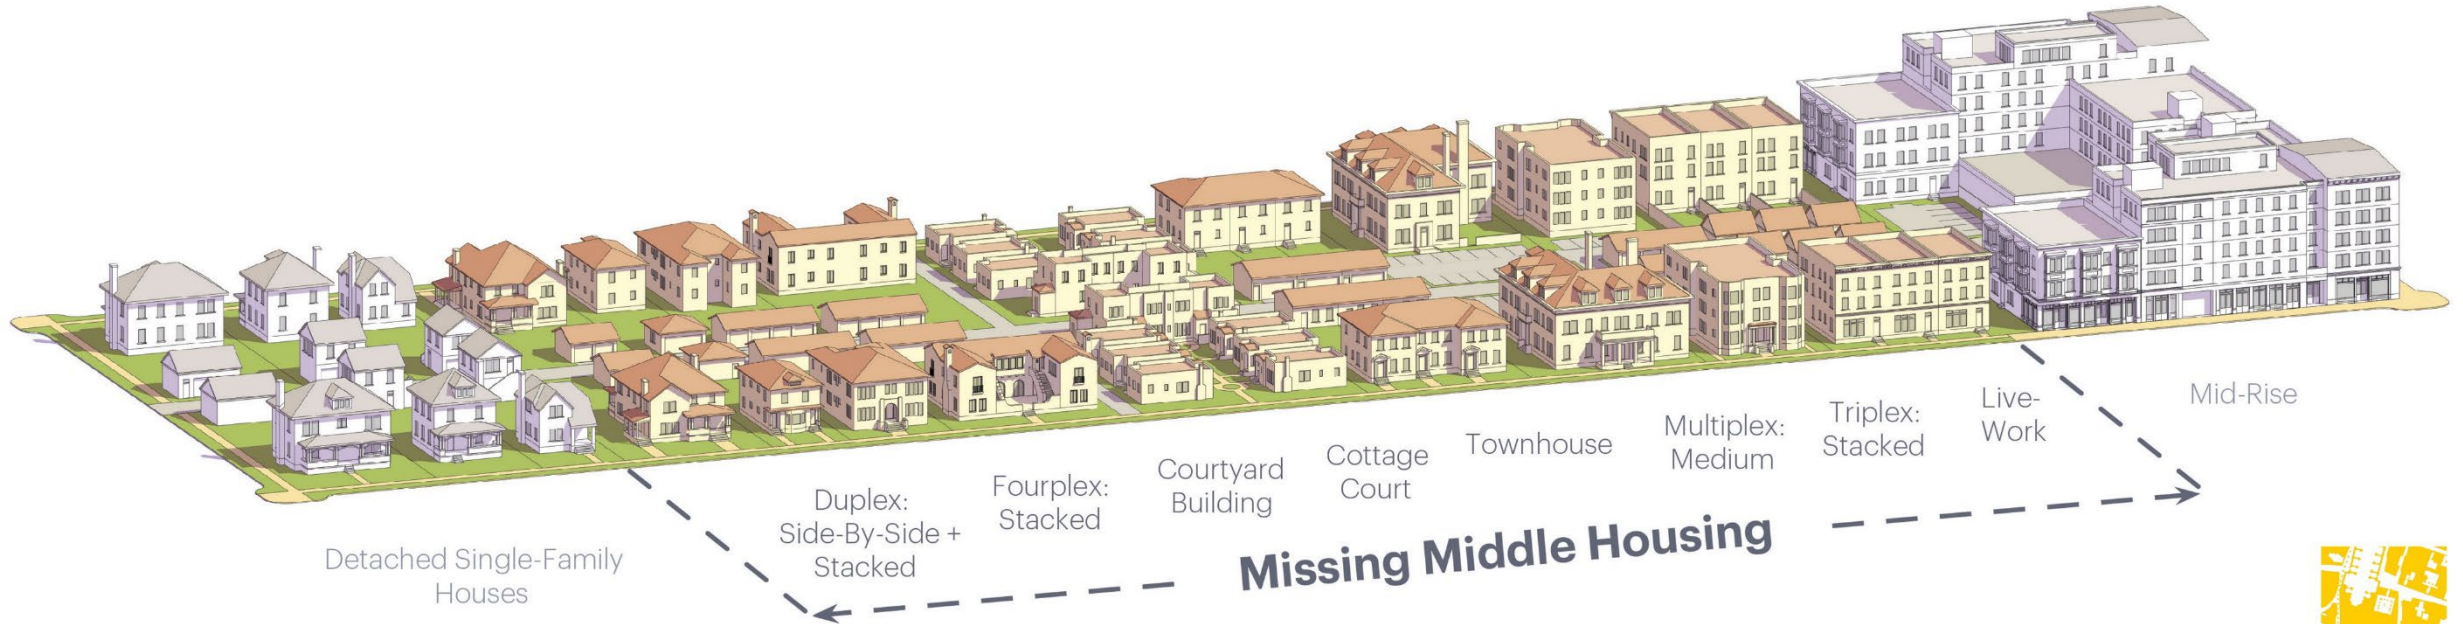 Detached Single-Family
Houses
Duplex:
Side-By-Side +
Stacked
Fourplex:
Stacked
Courtyard
Building
Cottage
Court
Townhouse
Multiplex:
Medium
Triplex:
Stacked
Live-
Work
Mid-Rise
Missing Middle Housing